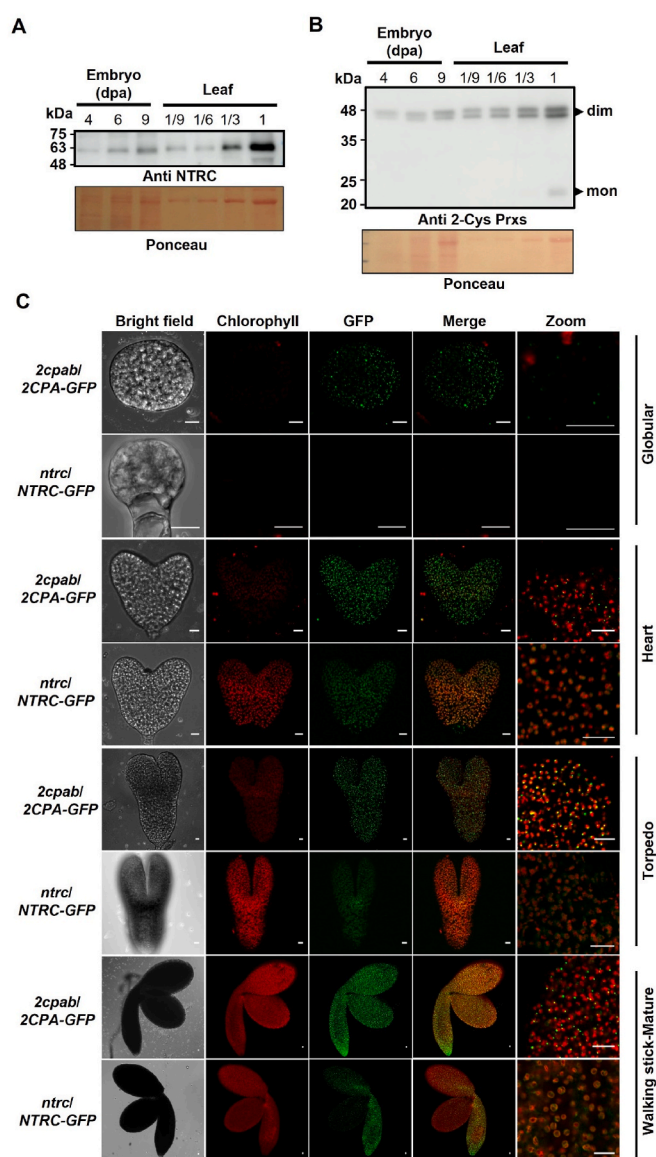 A
Embryo
(dpa)
Leaf
kDa
4 6 9 1/9 1/6 1/3 1
75
63
48
Anti NTRC
Ponceau
B
Embryo
(dpa)
Leaf
kDa
4 6 9 1/9 1/6 1/3 1
48
dim
35
25
mon
20
Anti 2-Cys Prxs
Ponceau
C
Bright field Chlorophyll GFP Merge Zoom
2cpab/
2CPA-GFP
ntrc/
NTRC-GFP
Globular
2cpab/
2CPA-GFP
ntrc/
NTRC-GFP
Heart
2cpab/
2CPA-GFP
ntrc/
NTRC-GFP
Torpedo
2cpab/
2CPA-GFP
ntrc/
NTRC-GFP
Walking stick-Mature